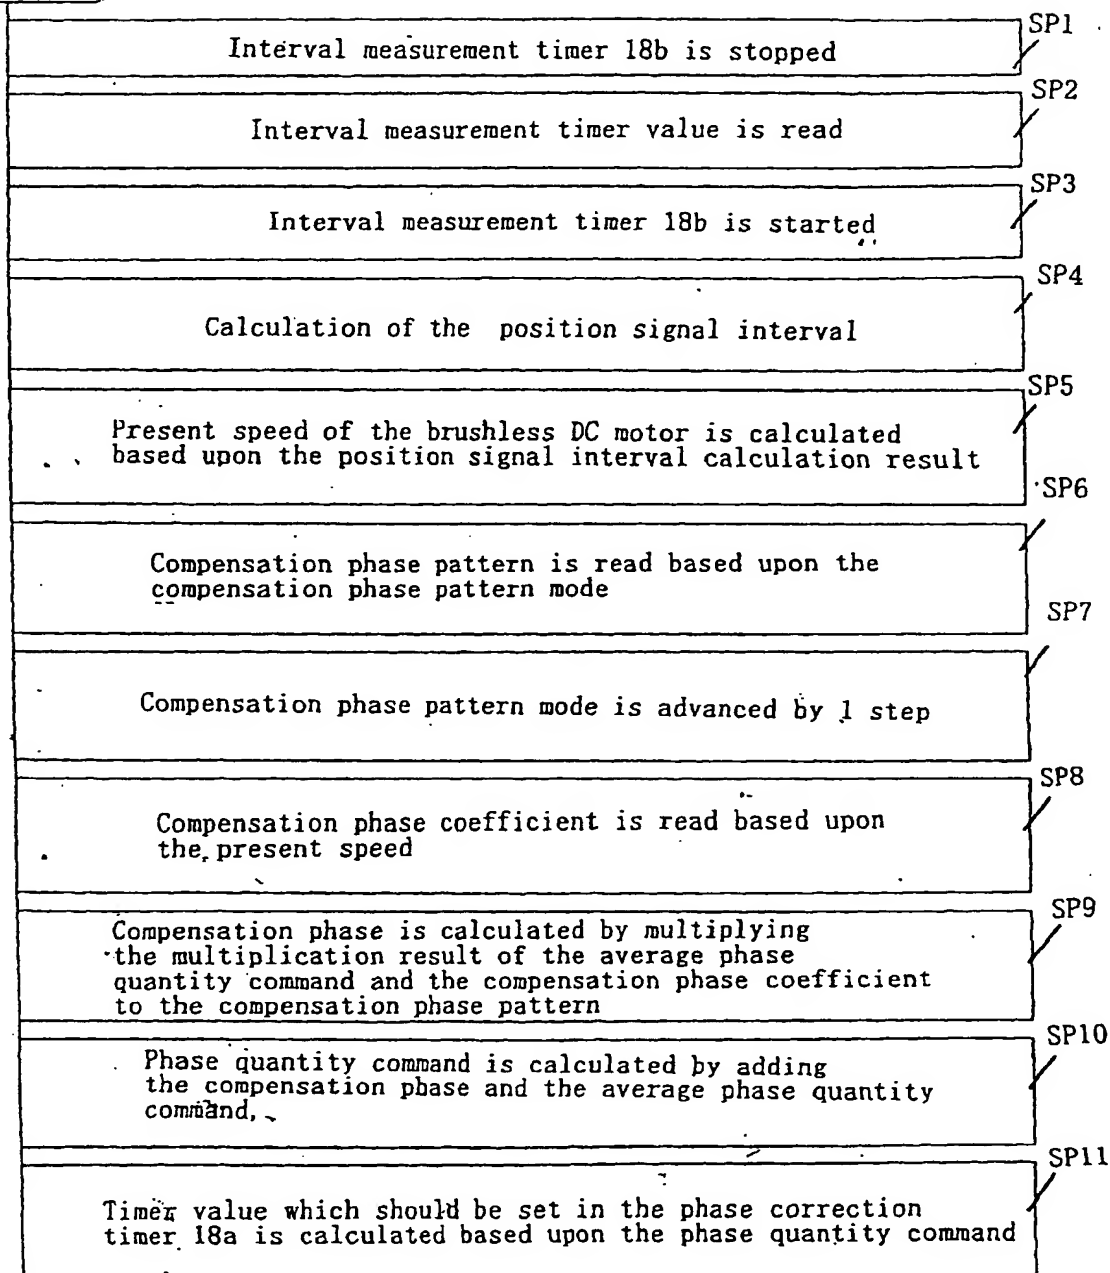 SP1
Interval measurement timer 18b is stopped
SP2
Interval measurement timer value is read
SP3
Interval measurement timer 18b is started
SP4
Calculation of the position signal interval
SP5
Present speed of the brushless DC motor is calculated
based upon the position signal interval calculation result
SP6
Compensation phase pattern is read based upon the
compensation phase pattern mode
SP7
Compensation phase pattern mode is advanced by 1 step
SP8
Compensation phase coefficient is read based upon
the present speed
SP9
Compensation phase is calculated by multiplying
the multiplication result of the average phase
quantity command and the compensation phase coefficient
to the compensation phase pattern
SP10
Phase quantity command is calculated by adding
the compensation phase and the average phase quantity
command.
SP11
Timer value which should be set in the phase correction
timer 18a is calculated based upon the phase quantity command